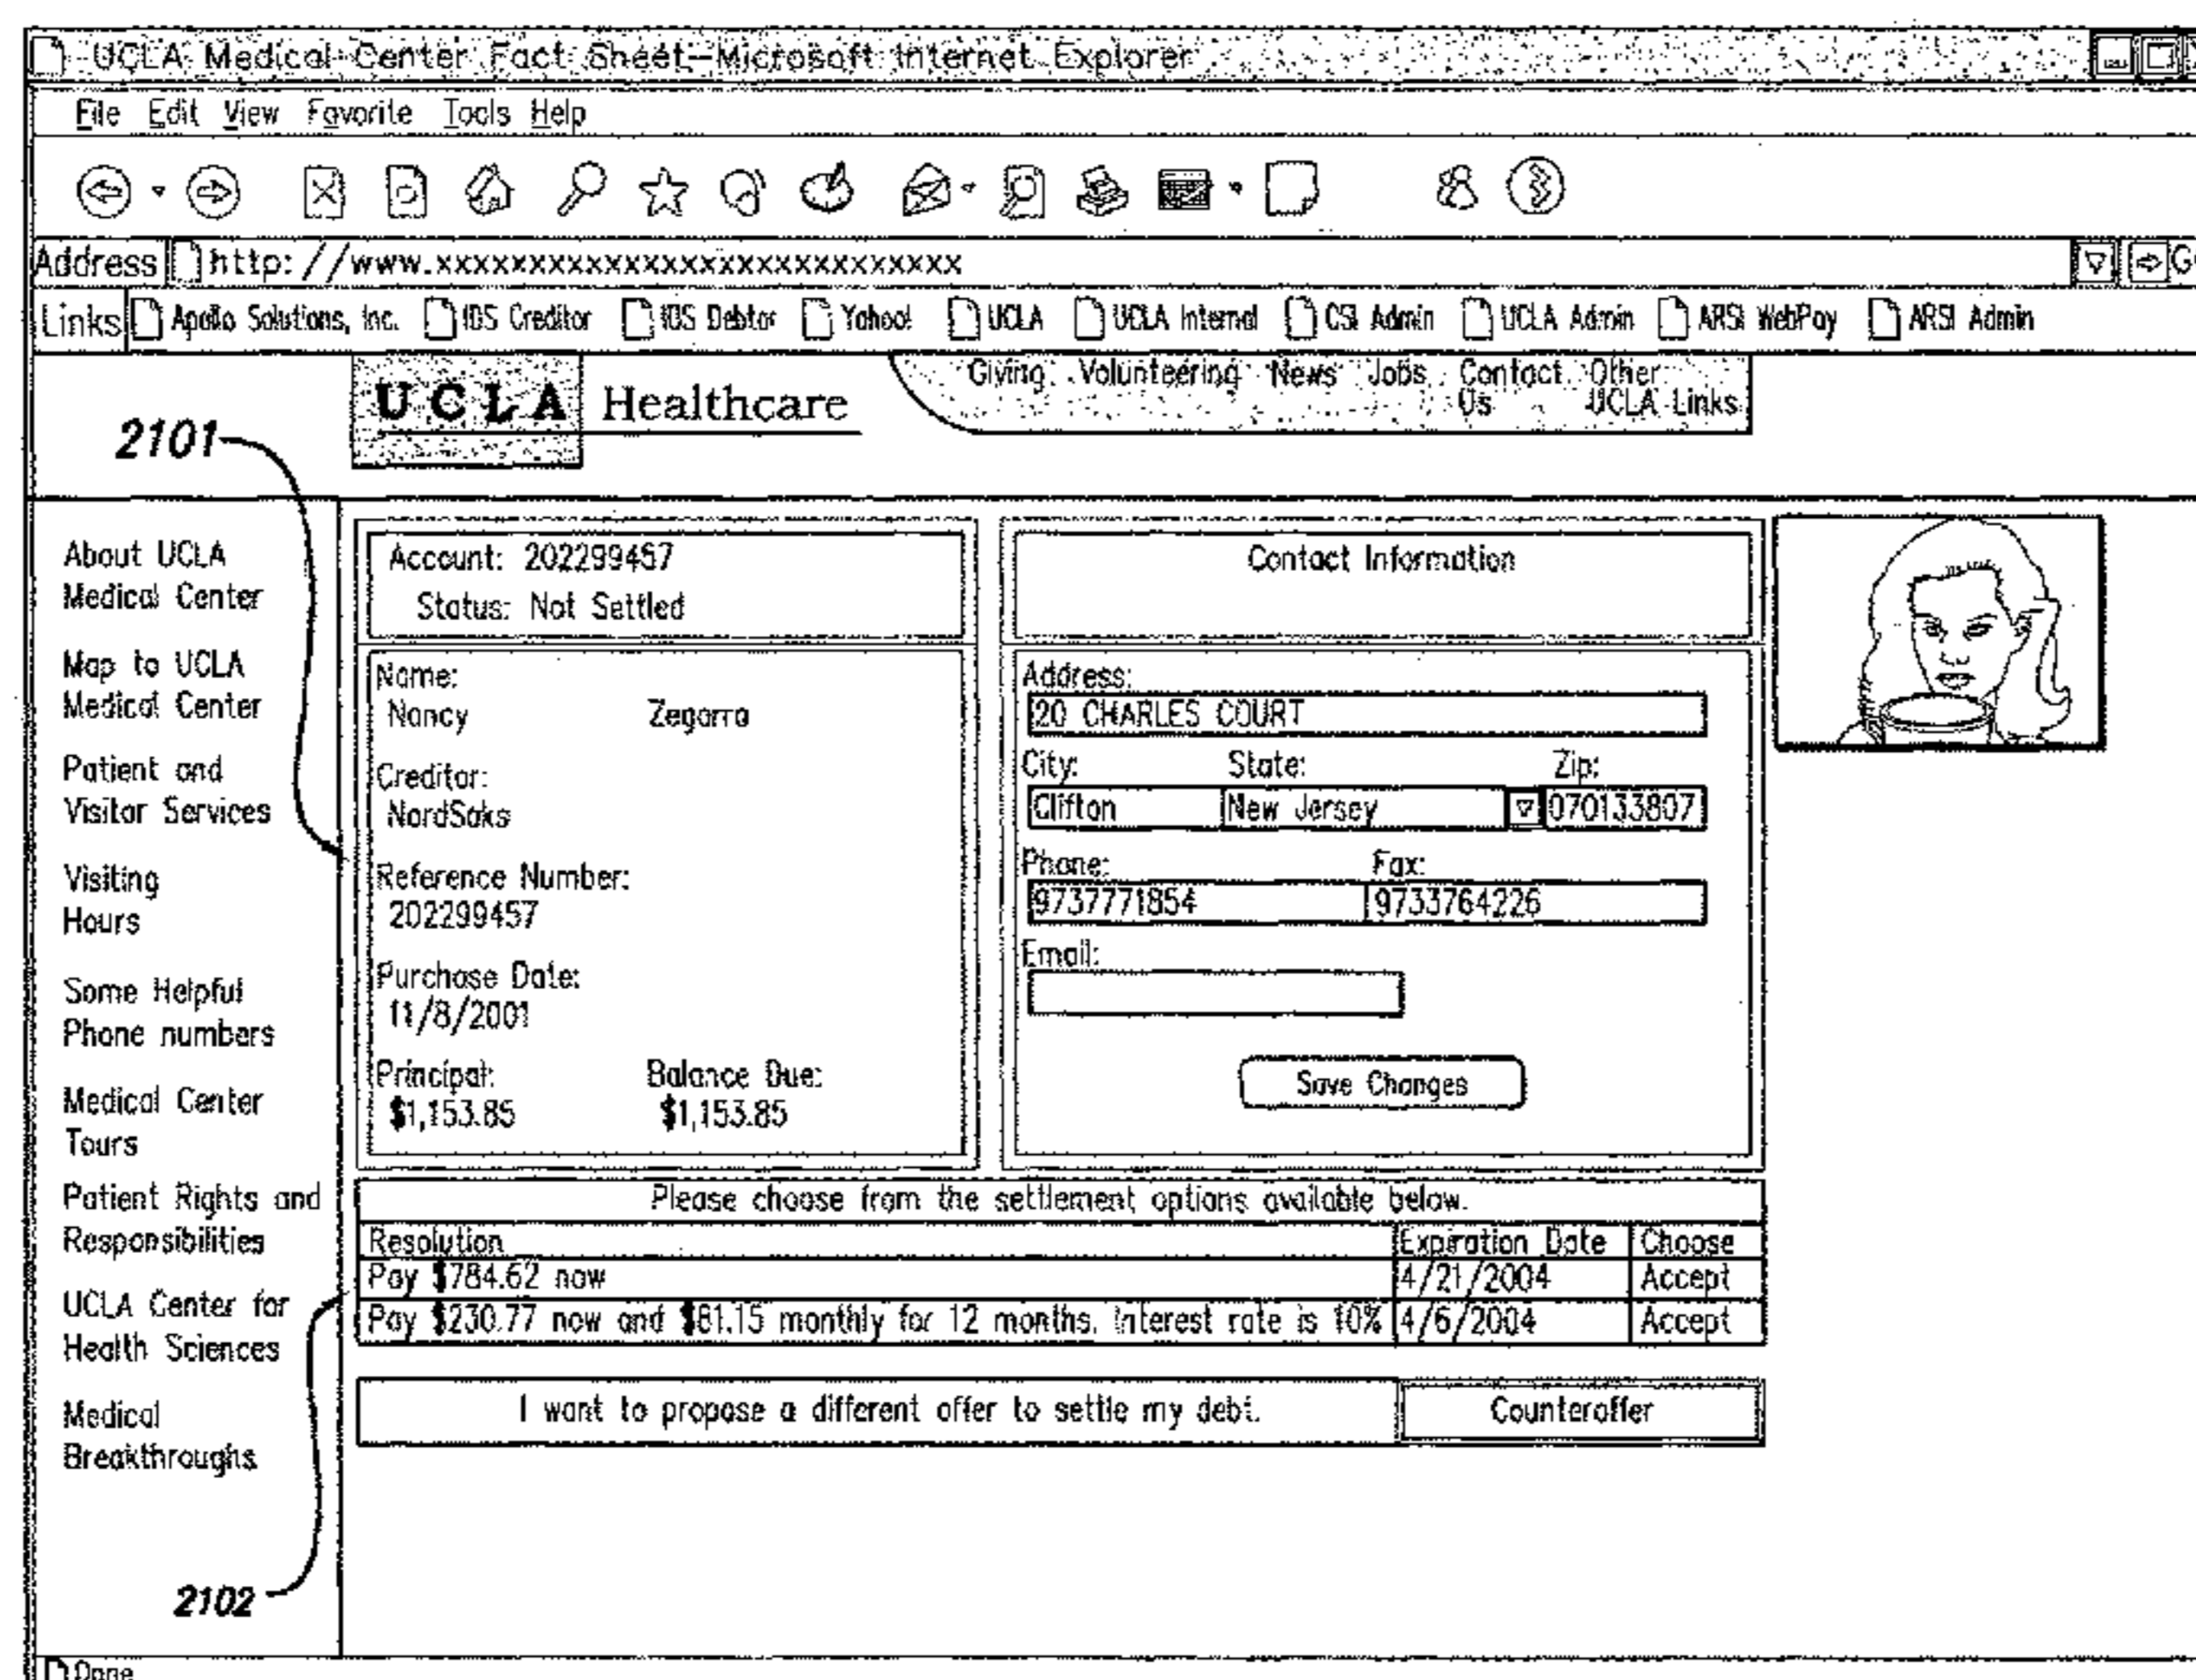 UCLA Medical Center Fact Sheet-Microsoft Internet Explorer
File Edit View Favorite Tools Help
Address http://www.xxxxxxxxxxxxxxxxxxxxxxxxxxxx
Links Apollo Solutions, Inc. IDS Creditor IDS Debtor Yahoo! UCLA UCLA Internal CSI Admin UCLA Admin ARSI WebPay ARSI Admin
UCLA Healthcare
Giving Volunteering News Jobs Contact Us Other UCLA Links
2101
About UCLA
Medical Center
Map to UCLA
Medical Center
Patient and
Visitor Services
Visiting
Hours
Some Helpful
Phone numbers
Medical Center
Tours
Patient Rights and
Responsibilities
UCLA Center for
Health Sciences
Medical
Breakthroughs
2102
Account: 202299457
Status: Not Settled
Name:
Nancy Zegarra
Creditor:
NordSaks
Reference Number:
202299457
Purchase Date:
11/8/2001
Principal: Balance Due:
$1,153.85 $1,153.85
Contact Information
Address:
20 CHARLES COURT
City: State: Zip:
Clifton New Jersey 070133807
Phone: Fax:
9737771854 9733764226
Email:
Save Changes
Please choose from the settlement options available below.
Resolution Expiration Date Choose
Pay $784.62 now 4/21/2004 Accept
Pay $230.77 now and $81.15 monthly for 12 months. Interest rate is 10% 4/6/2004 Accept
I want to propose a different offer to settle my debt. Counteroffer
Done